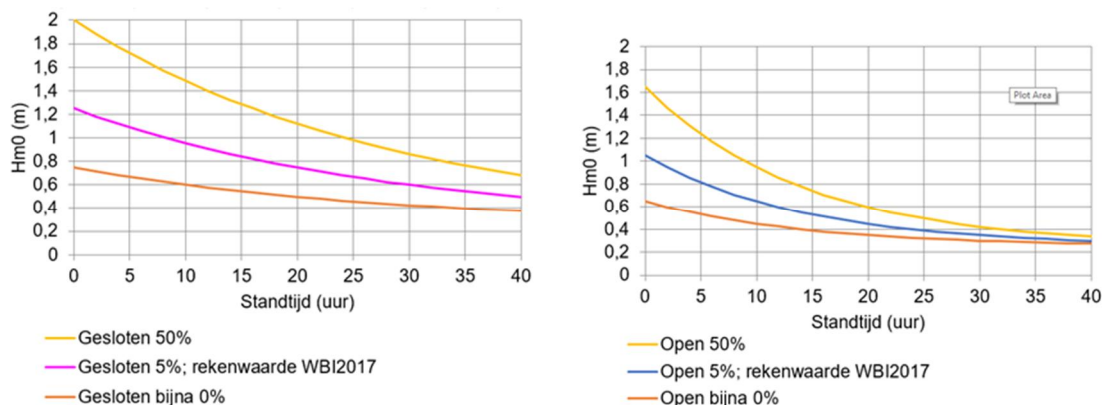 2
1,8
1,6
1,4
1,2
1
0,8
0,6
0,4
0,2
0
Hm0 (m)
0 5 10 15 20 25 30 35 40
Standtijd (uur)
Gesloten 50%
Gesloten 5%; rekenwaarde WBI2017
Gesloten bijna 0%
2
1,8
1,6
1,4
1,2
1
0,8
0,6
0,4
0,2
0
Hm0 (m)
Plot Area
0 5 10 15 20 25 30 35 40
Standtijd (uur)
Open 50%
Open 5%; rekenwaarde WBI2017
Open bijna 0%